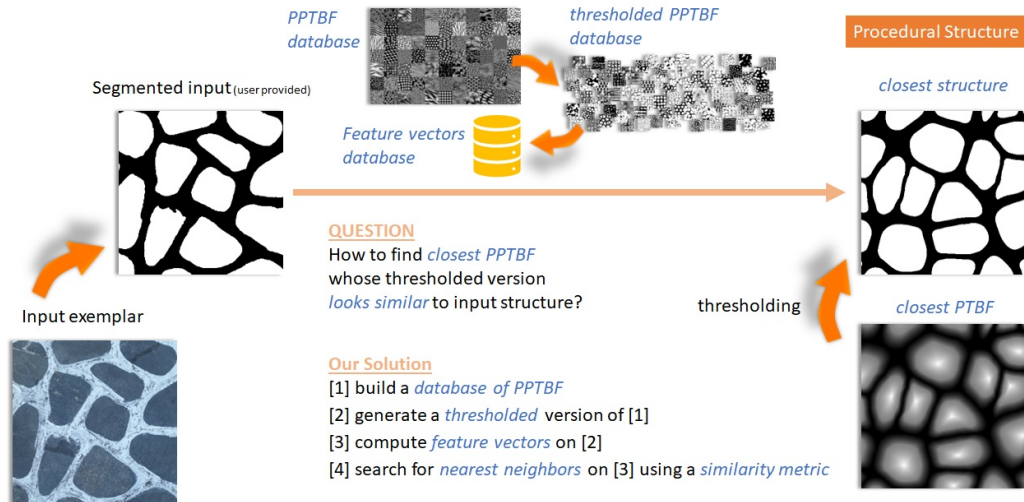 PPTBF
database
thresholded PPTBF
database
Procedural Structure
Segmented input (user provided)
closest structure
Feature vectors
database
QUESTION
How to find closest PPTBF
whose thresholded version
looks similar to input structure?
thresholding
closest PTBF
Input exemplar
Our Solution
[1] build a database of PPTBF
[2] generate a thresholded version of [1]
[3] compute feature vectors on [2]
[4] search for nearest neighbors on [3] using a similarity metric